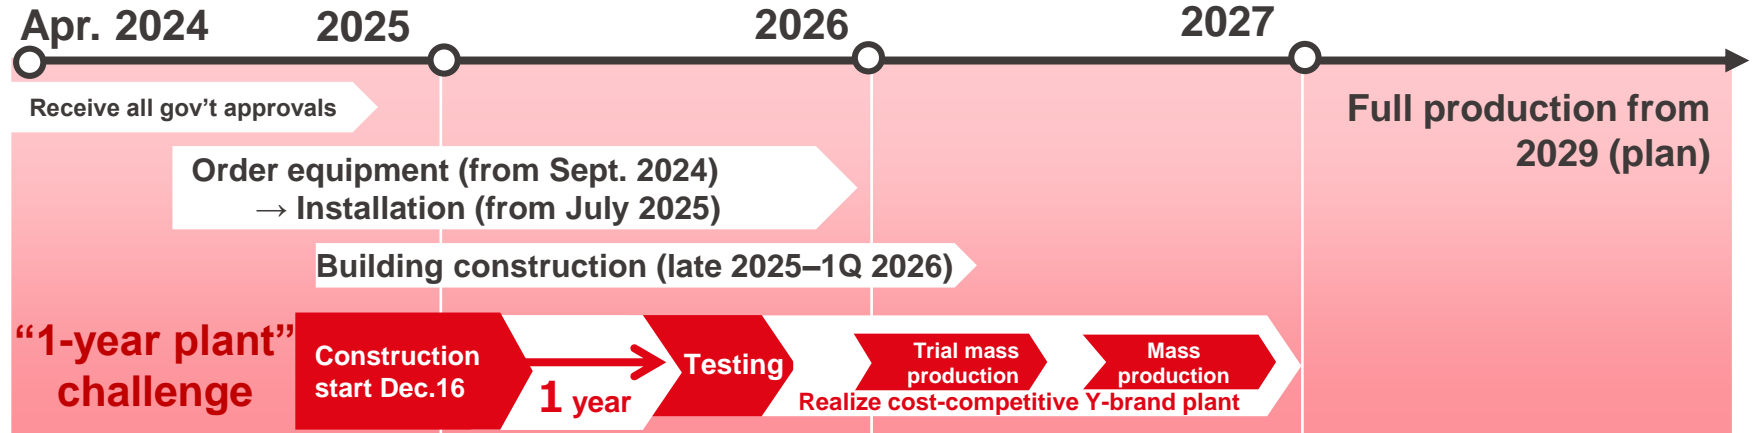 Apr. 2024
2025
2026
2027
Receive all gov’t approvals
Full production from
2029 (plan)
Order equipment (from Sept. 2024)
→ Installation (from July 2025)
Building construction (late 2025–1Q 2026)
“1-year plant”
challenge
Construction
start Dec.16
1 year
Testing
Trial mass
production
Mass
production
Realize cost-competitive Y-brand plant